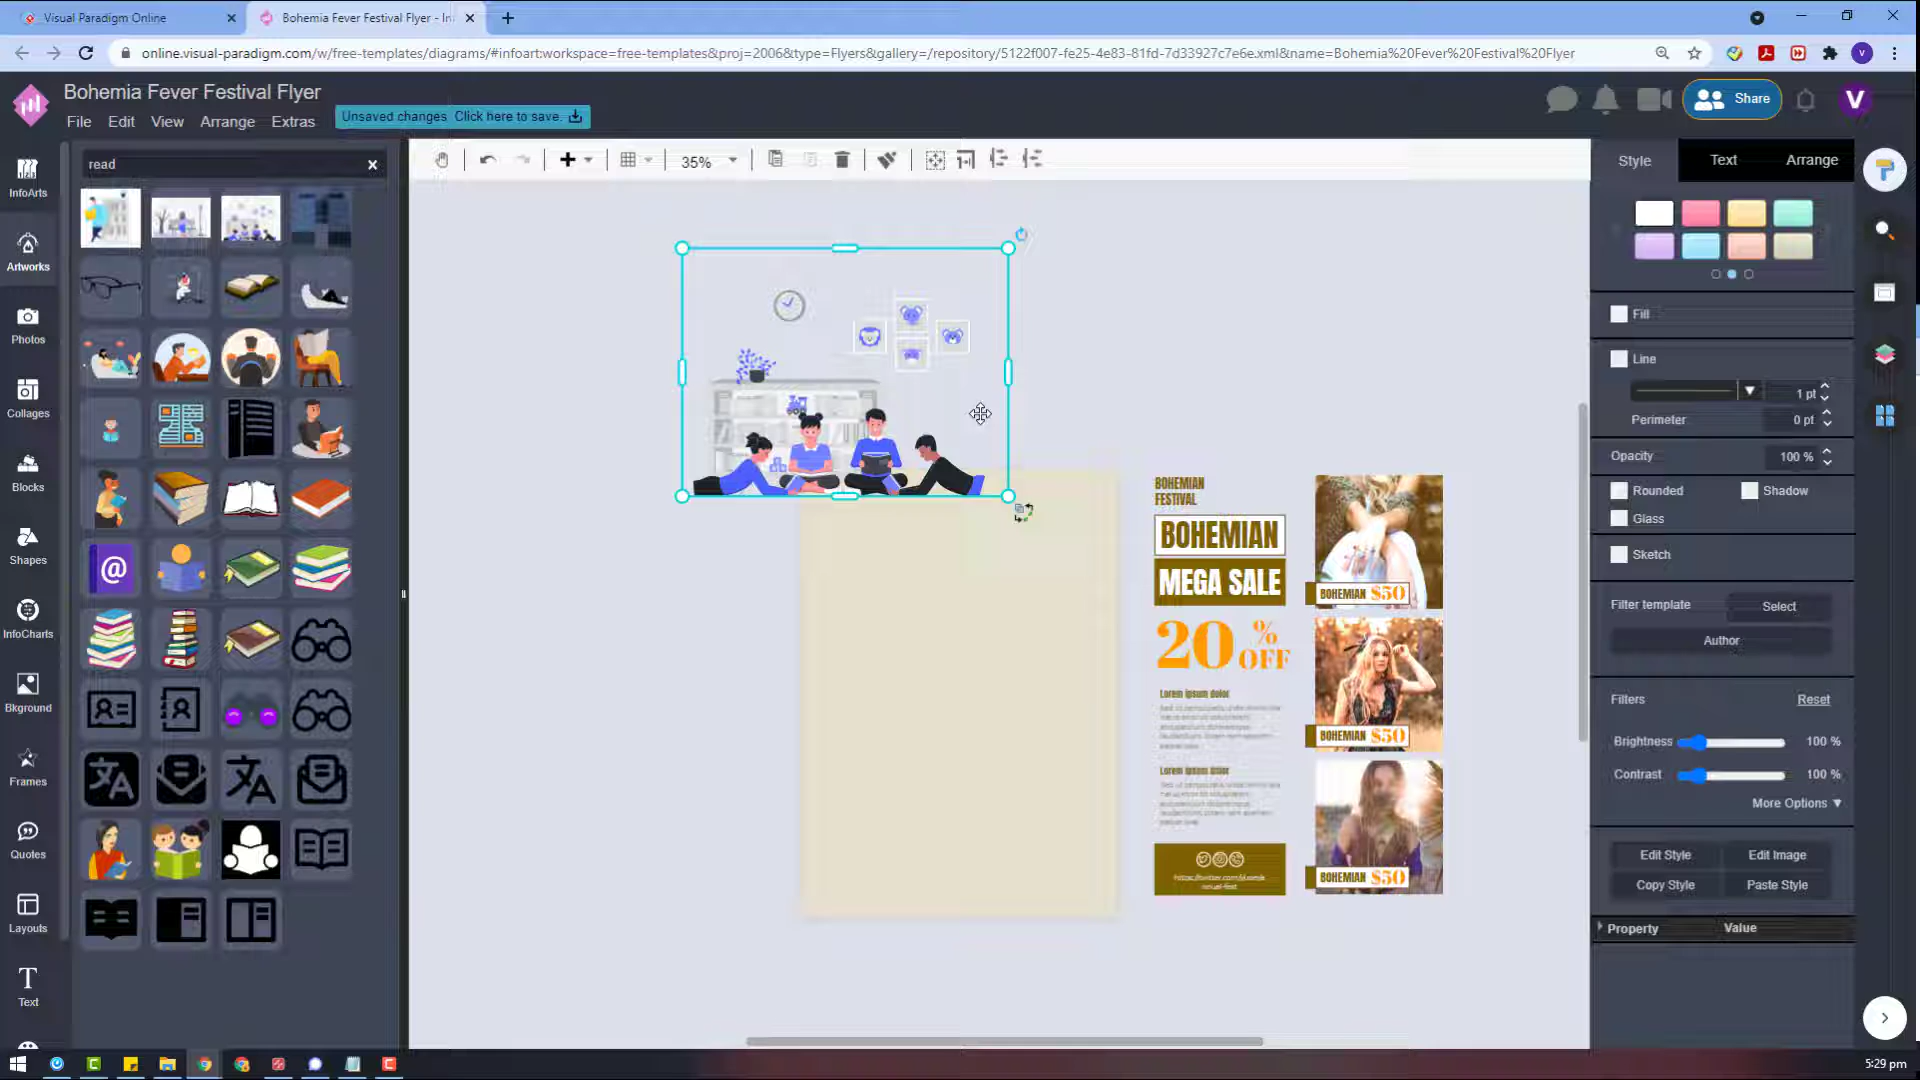 Visual Paradigm Online
Bohemia Fever Festival Flyer - In
online.visual-paradigm.com/w/free-templates/diagrams/#infoart:workspace=free-templates&proj=2006&type=Flyers&gallery=/repository/5122f007-fe25-4e83-81fd-7d33927c7e6e.xml&name=Bohemia%20Fever%20Festival%20Flyer
Bohemia Fever Festival Flyer
File Edit View Arrange Extras
Unsaved changes Click here to save.
Share
V
InfoArts
Artworks
Photos
Collages
Blocks
Shapes
InfoCharts
Bkground
Frames
Quotes
Layouts
Text
read
35%
BOHEMIAN
FESTIVAL
BOHEMIAN
MEGA SALE
20 %
OFF
Lorem ipsum dolor
Lorem ipsum dolor
BOHEMIAN $50
BOHEMIAN $50
BOHEMIAN $50
Style Text Arrange
Fill
Line
1 pt
Perimeter 0 pt
Opacity 100 %
Rounded Shadow
Glass
Sketch
Filter template Select
Author
Filters Reset
Brightness 100 %
Contrast 100 %
More Options ▼
Edit Style Edit Image
Copy Style Paste Style
Property Value
5:29 pm